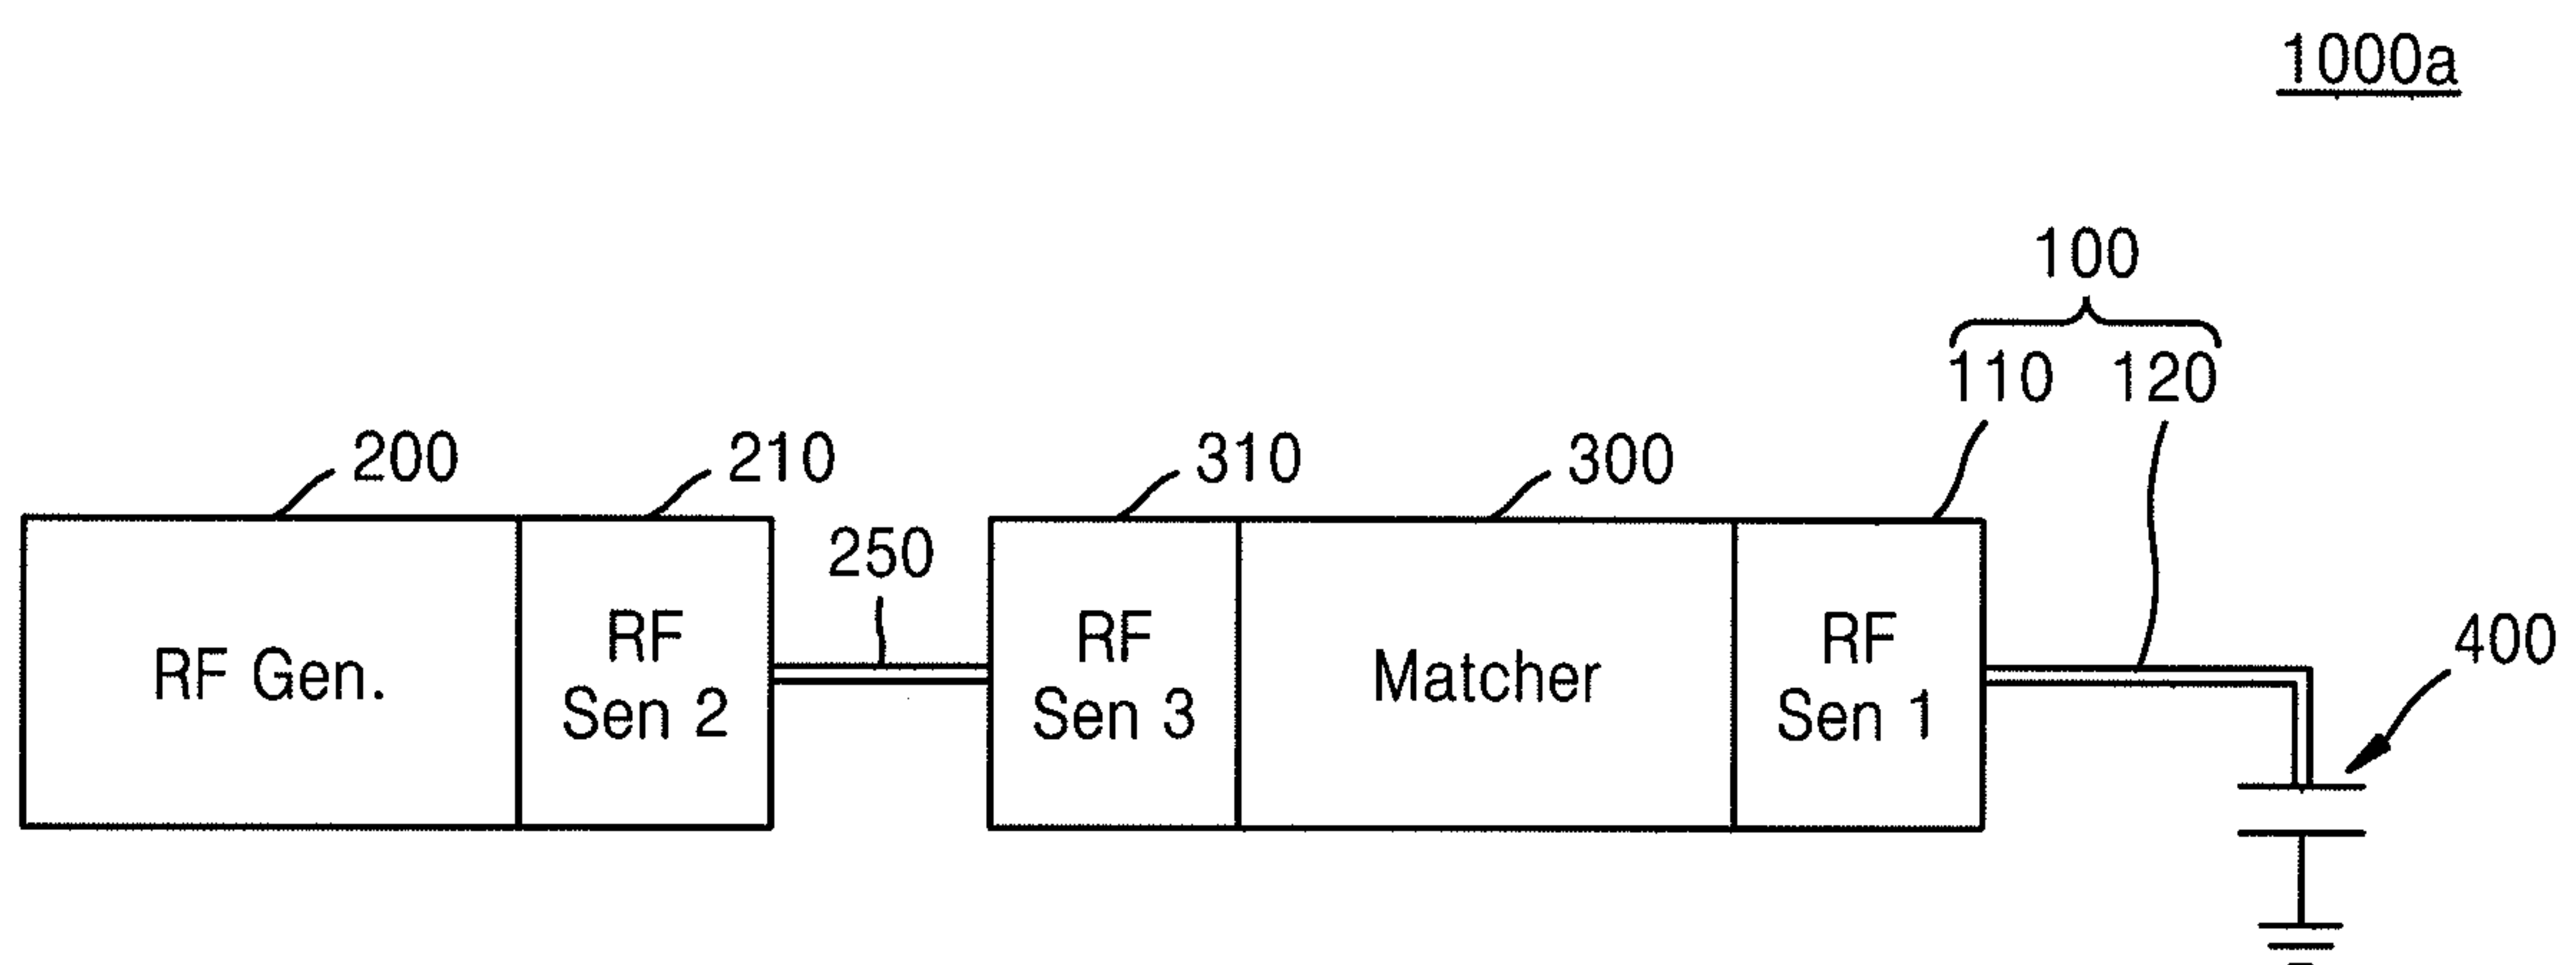 1000a
100
110 120
200 210 310 300
250
400
RF Gen.
RF
Sen 2
RF
Sen 3
Matcher
RF
Sen 1